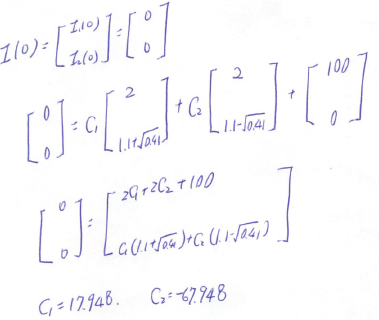 I(0) = [ I₁(0) I₂(0) ] = [ 0 0 ]
[ 0 0 ] = C₁ [ 2 1.1+√0.41 ] + C₂ [ 2 1.1-√0.41 ] + [ 100 0 ]
[ 0 0 ] = [ 2C₁+2C₂+100 C₁(1.1+√0.41)+C₂(1.1-√0.41) ]
C₁=17.948. C₂=-67.948